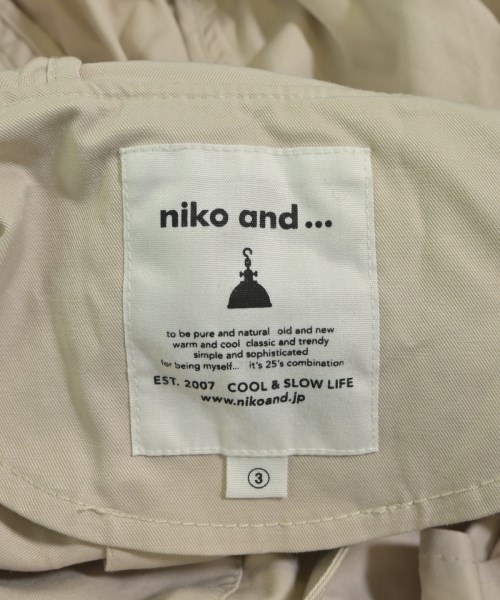 niko and ...
to be pure and natural old and new
warm and cool classic and trendy
simple and sophisticated
for being myself... it's 25's combination
EST. 2007 COOL & SLOW LIFE
www.nikoand.jp
3